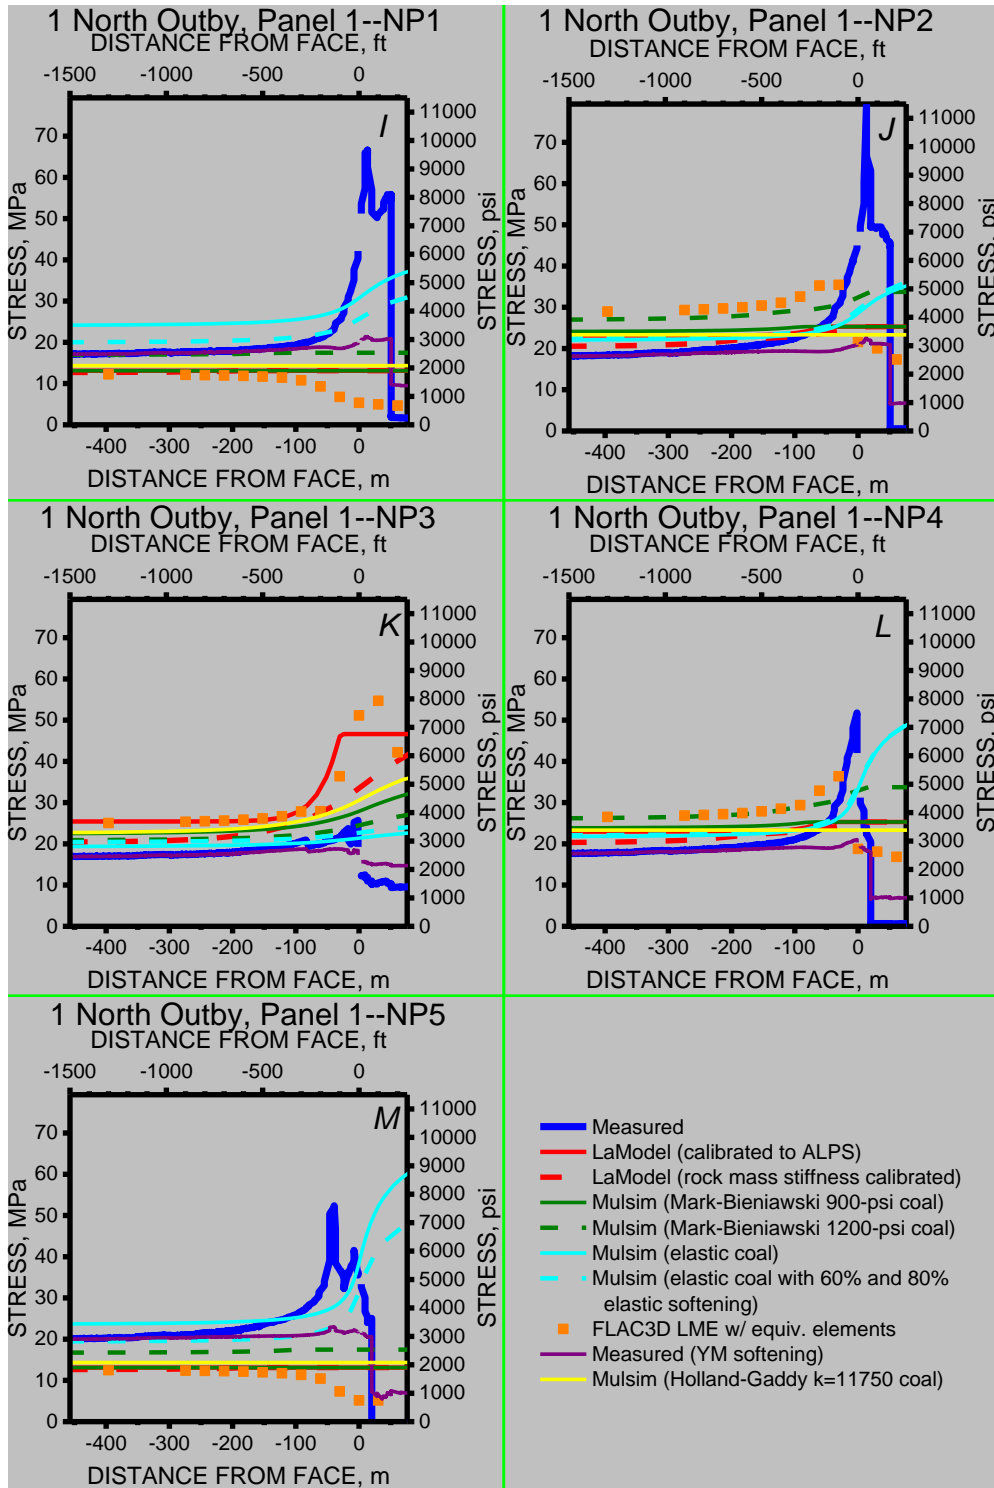 1 North Outby, Panel 1--NP1
DISTANCE FROM FACE, ft
-1500 -1000 -500 0
I
70
60
50
40
30
20
10
0
STRESS, MPa
11000
10000
9000
8000
7000
6000
5000
4000
3000
2000
1000
0
STRESS, psi
-400 -300 -200 -100 0
DISTANCE FROM FACE, m
1 North Outby, Panel 1--NP2
DISTANCE FROM FACE, ft
-1500 -1000 -500 0
J
70
60
50
40
30
20
10
0
STRESS, MPa
11000
10000
9000
8000
7000
6000
5000
4000
3000
2000
1000
0
STRESS, psi
-400 -300 -200 -100 0
DISTANCE FROM FACE, m
1 North Outby, Panel 1--NP3
DISTANCE FROM FACE, ft
-1500 -1000 -500 0
K
70
60
50
40
30
20
10
0
STRESS, MPa
11000
10000
9000
8000
7000
6000
5000
4000
3000
2000
1000
0
STRESS, psi
-400 -300 -200 -100 0
DISTANCE FROM FACE, m
1 North Outby, Panel 1--NP4
DISTANCE FROM FACE, ft
-1500 -1000 -500 0
L
70
60
50
40
30
20
10
0
STRESS, MPa
11000
10000
9000
8000
7000
6000
5000
4000
3000
2000
1000
0
STRESS, psi
-400 -300 -200 -100 0
DISTANCE FROM FACE, m
1 North Outby, Panel 1--NP5
DISTANCE FROM FACE, ft
-1500 -1000 -500 0
M
70
60
50
40
30
20
10
0
STRESS, MPa
11000
10000
9000
8000
7000
6000
5000
4000
3000
2000
1000
0
STRESS, psi
-400 -300 -200 -100 0
DISTANCE FROM FACE, m
Measured
LaModel (calibrated to ALPS)
LaModel (rock mass stiffness calibrated)
Mulsim (Mark-Bieniawski 900-psi coal)
Mulsim (Mark-Bieniawski 1200-psi coal)
Mulsim (elastic coal)
Mulsim (elastic coal with 60% and 80%
elastic softening)
FLAC3D LME w/ equiv. elements
Measured (YM softening)
Mulsim (Holland-Gaddy k=11750 coal)